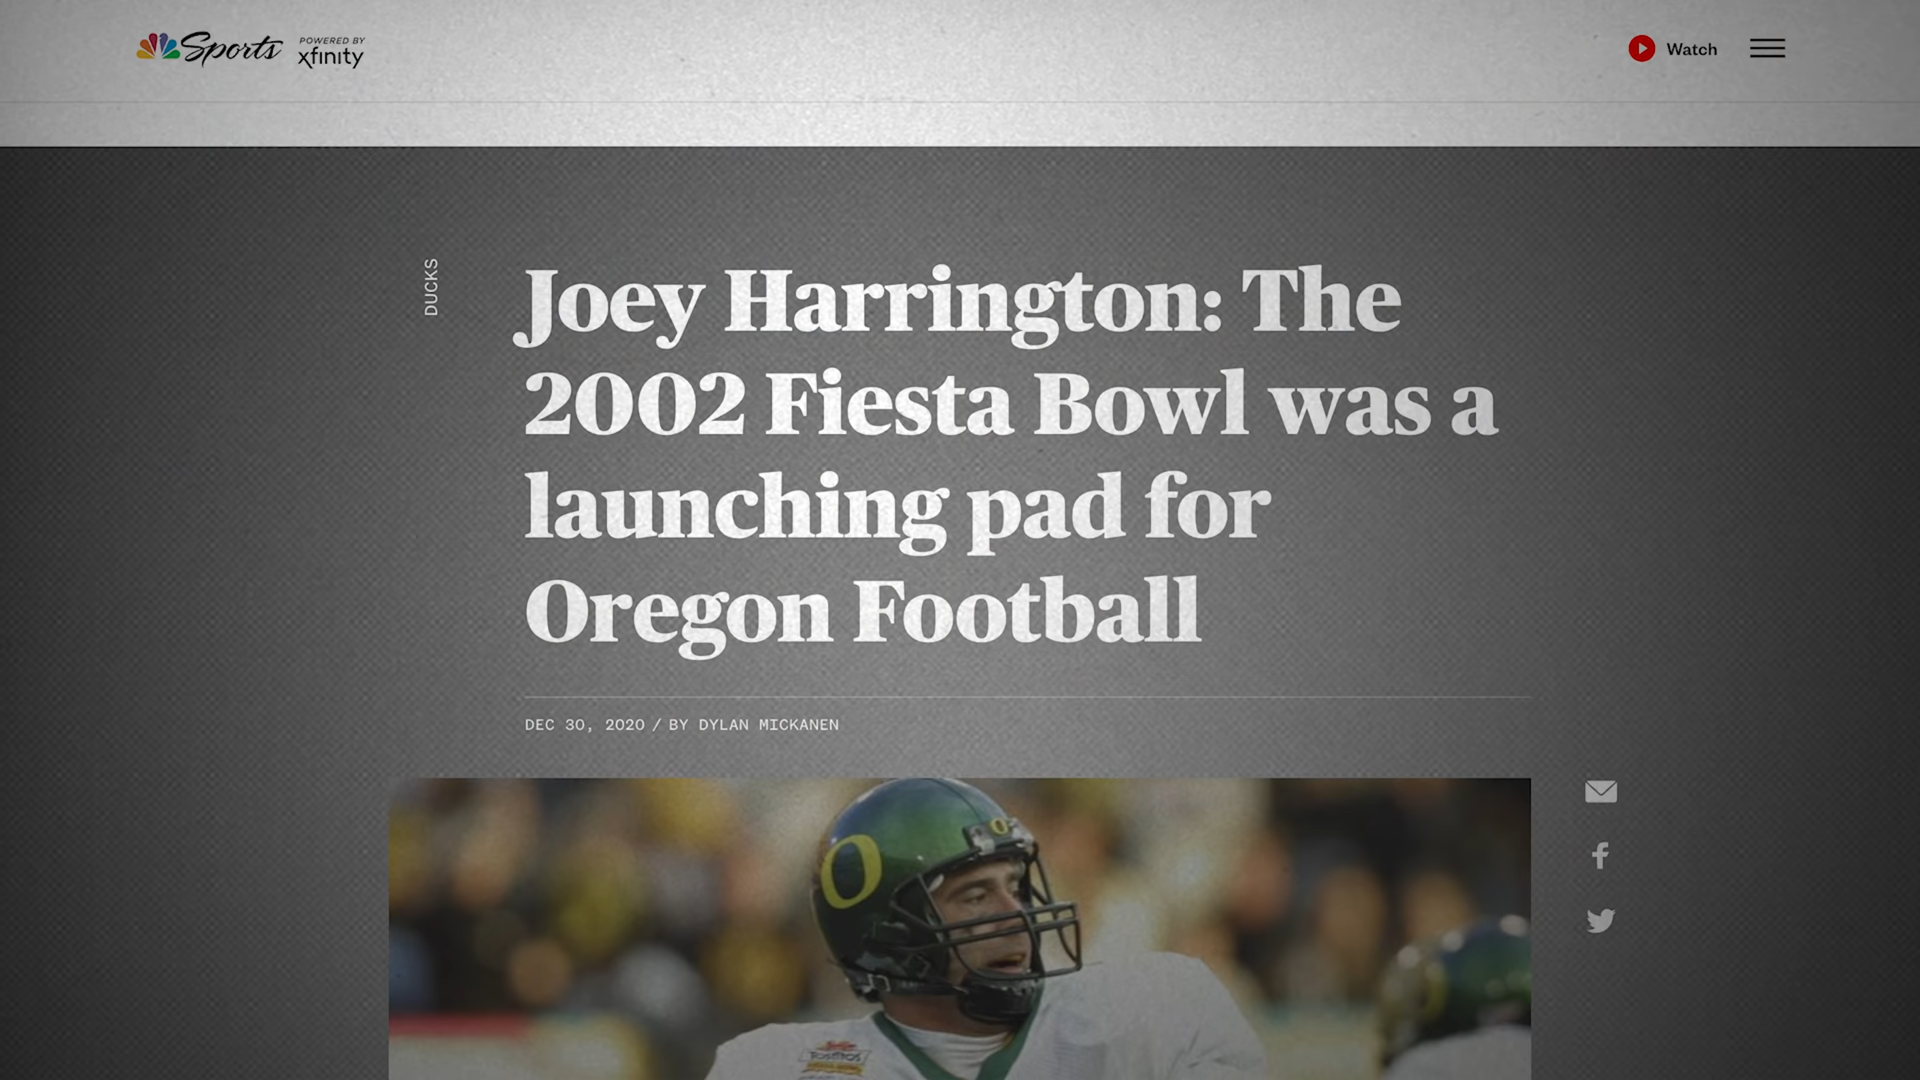 Sports
POWERED BY
xfinity
Watch
DUCKS
Joey Harrington: The
2002 Fiesta Bowl was a
launching pad for
Oregon Football
DEC 30, 2020 / BY DYLAN MICKANEN
O
O
TOSTITOS